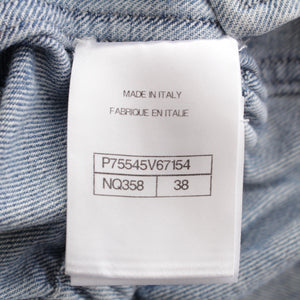 MADE IN ITALY
FABRIQUE EN ITALIE
P75545V67154
NQ358 38